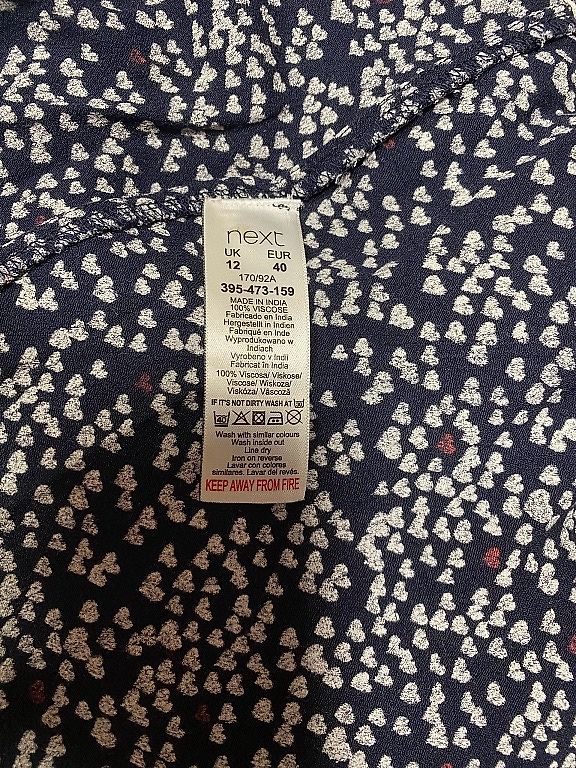 next
UK EUR
12 40
170/92A
395-473-159
MADE IN INDIA
100% VISCOSE
Fabricado en India
Hergestellt in Indien
Fabriqué en Inde
Wyprodukowano w
Indiach
Vyrobeno v Indii
Fabricat în India
100% Viscosa/ Viskose/
Viscose/ Wiskoza/
Viskóza/ Vâscoză
IF IT'S NOT DIRTY WASH AT 30
40
Wash with similar colours
Wash inside out
Line dry
Iron on reverse
Lavar con colores
similares. Lavar del revés.
KEEP AWAY FROM FIRE